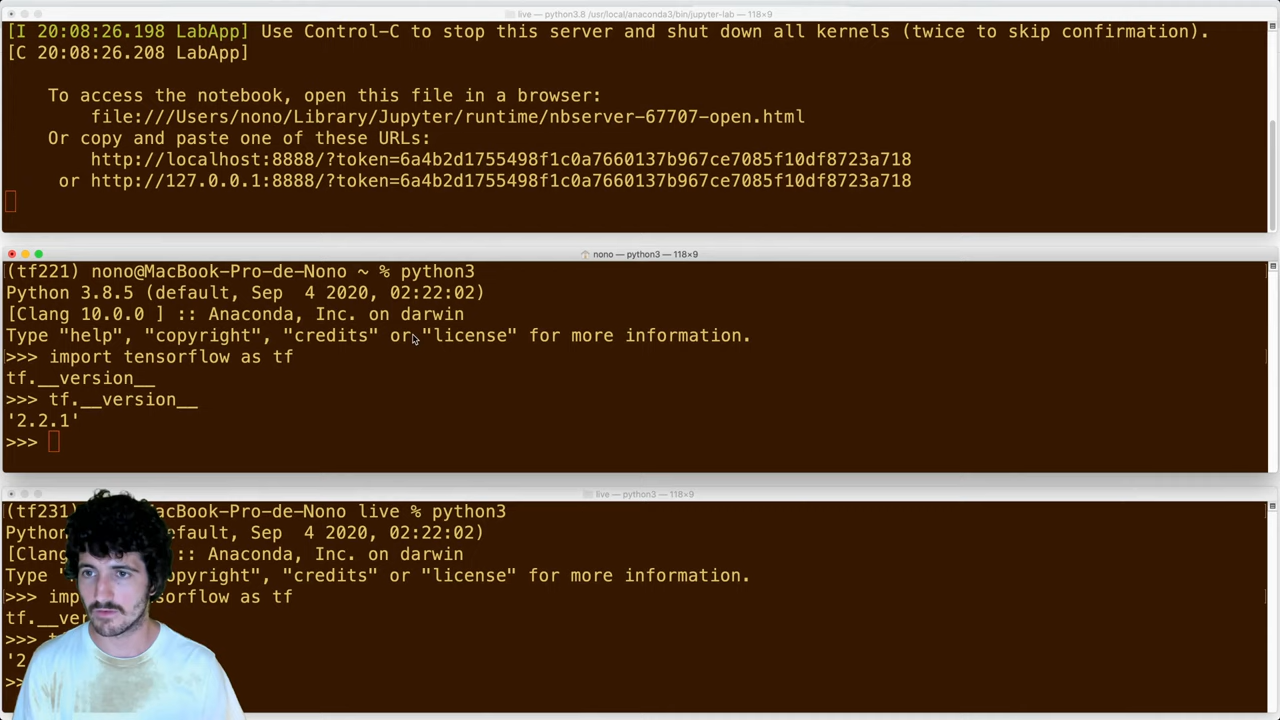 live — python3.8 /usr/local/anaconda3/bin/jupyter-lab — 118×9
[I 20:08:26.198 LabApp] Use Control-C to stop this server and shut down all kernels (twice to skip confirmation).
[C 20:08:26.208 LabApp]
To access the notebook, open this file in a browser:
file:///Users/nono/Library/Jupyter/runtime/nbserver-67707-open.html
Or copy and paste one of these URLs:
http://localhost:8888/?token=6a4b2d1755498f1c0a7660137b967ce7085f10df8723a718
or http://127.0.0.1:8888/?token=6a4b2d1755498f1c0a7660137b967ce7085f10df8723a718
nono — python3 — 118×9
(tf221) nono@MacBook-Pro-de-Nono ~ % python3
Python 3.8.5 (default, Sep  4 2020, 02:22:02)
[Clang 10.0.0 ] :: Anaconda, Inc. on darwin
Type "help", "copyright", "credits" or "license" for more information.
>>> import tensorflow as tf
tf.__version__
>>> tf.__version__
'2.2.1'
>>>
live — python3 — 118×9
(tf231) MacBook-Pro-de-Nono live % python3
Python Sep  4 2020, 02:22:02)
[Clang :: Anaconda, Inc. on darwin
Type "copyright", "credits" or "license" for more information.
>>> as tf
>>>